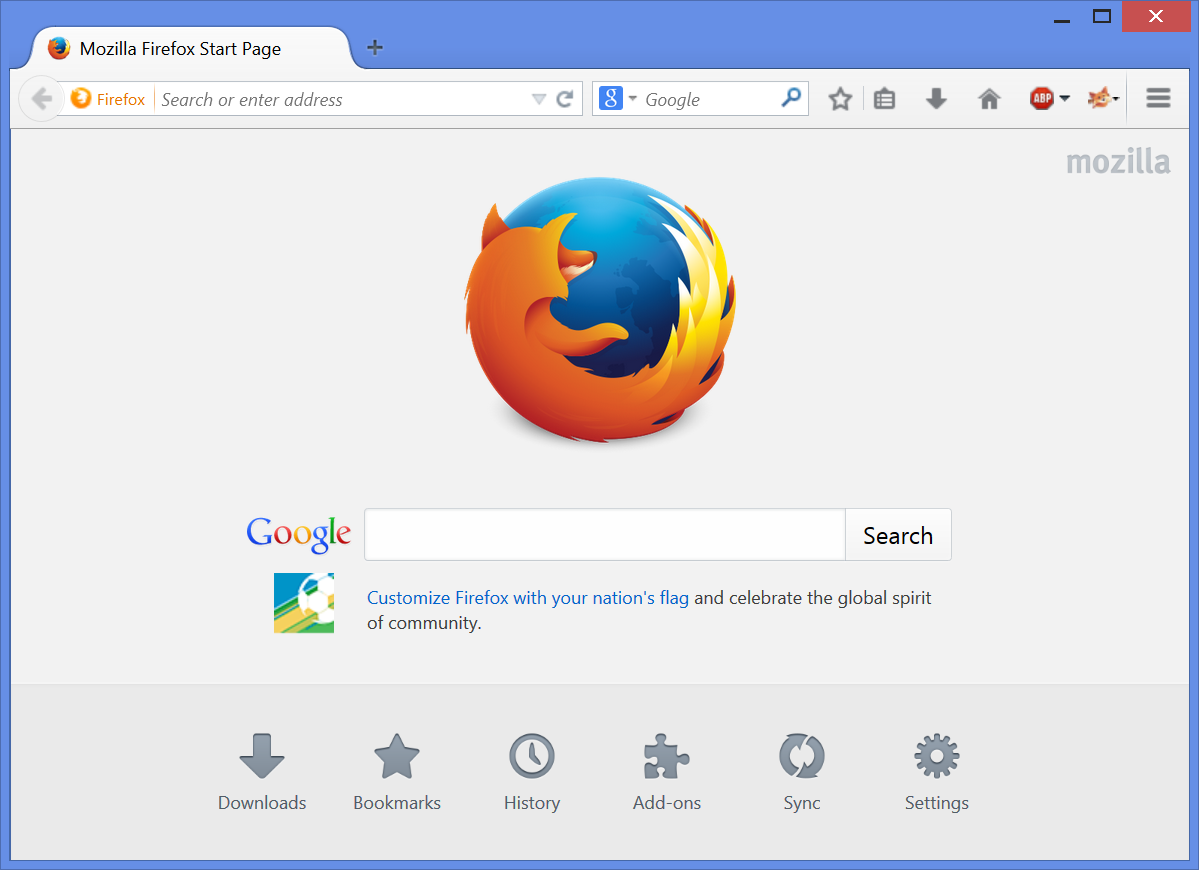 Mozilla Firefox Start Page
Firefox Search or enter address
8 Google
ABP
mozilla
Google
Search
Customize Firefox with your nation's flag and celebrate the global spirit
of community.
Downloads
Bookmarks
History
Add-ons
Sync
Settings